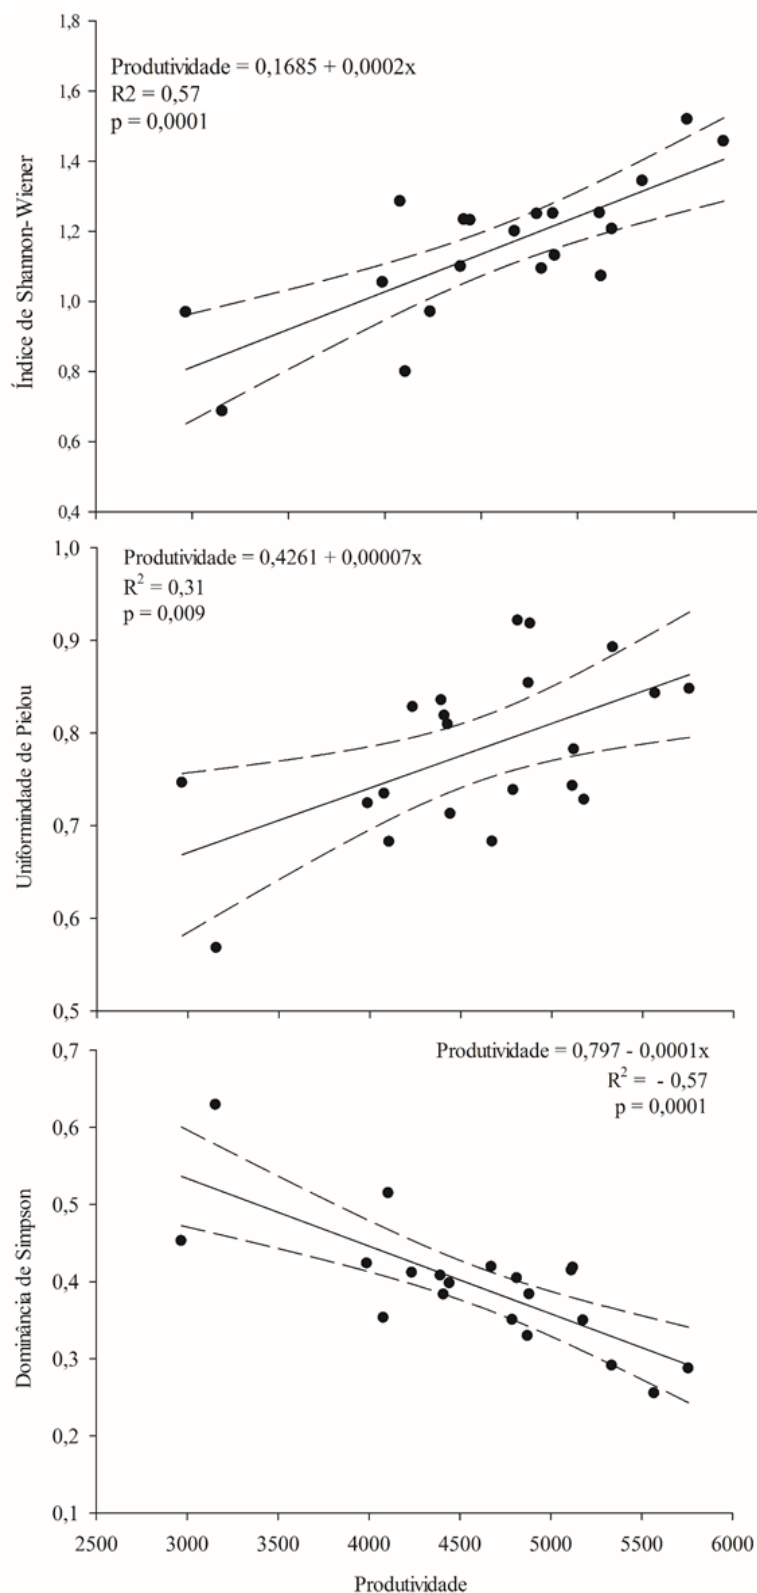 1,8
Produtividade = 0,1685 + 0,0002x
1,6
R2 = 0,57
p = 0,0001
1,4
1,2
1,0
0,8
0,6
0,4
Índice de Shannon-Wiener
1,0
Produtividade = 0,4261 + 0,00007x
R² = 0,31
p = 0,009
0,9
0,8
0,7
0,6
0,5
Uniformindade de Pielou
0,7
Produtividade = 0,797 - 0,0001x
R² = - 0,57
p = 0,0001
0,6
0,5
0,4
0,3
0,2
0,1
Dominância de Simpson
2500 3000 3500 4000 4500 5000 5500 6000
Produtividade